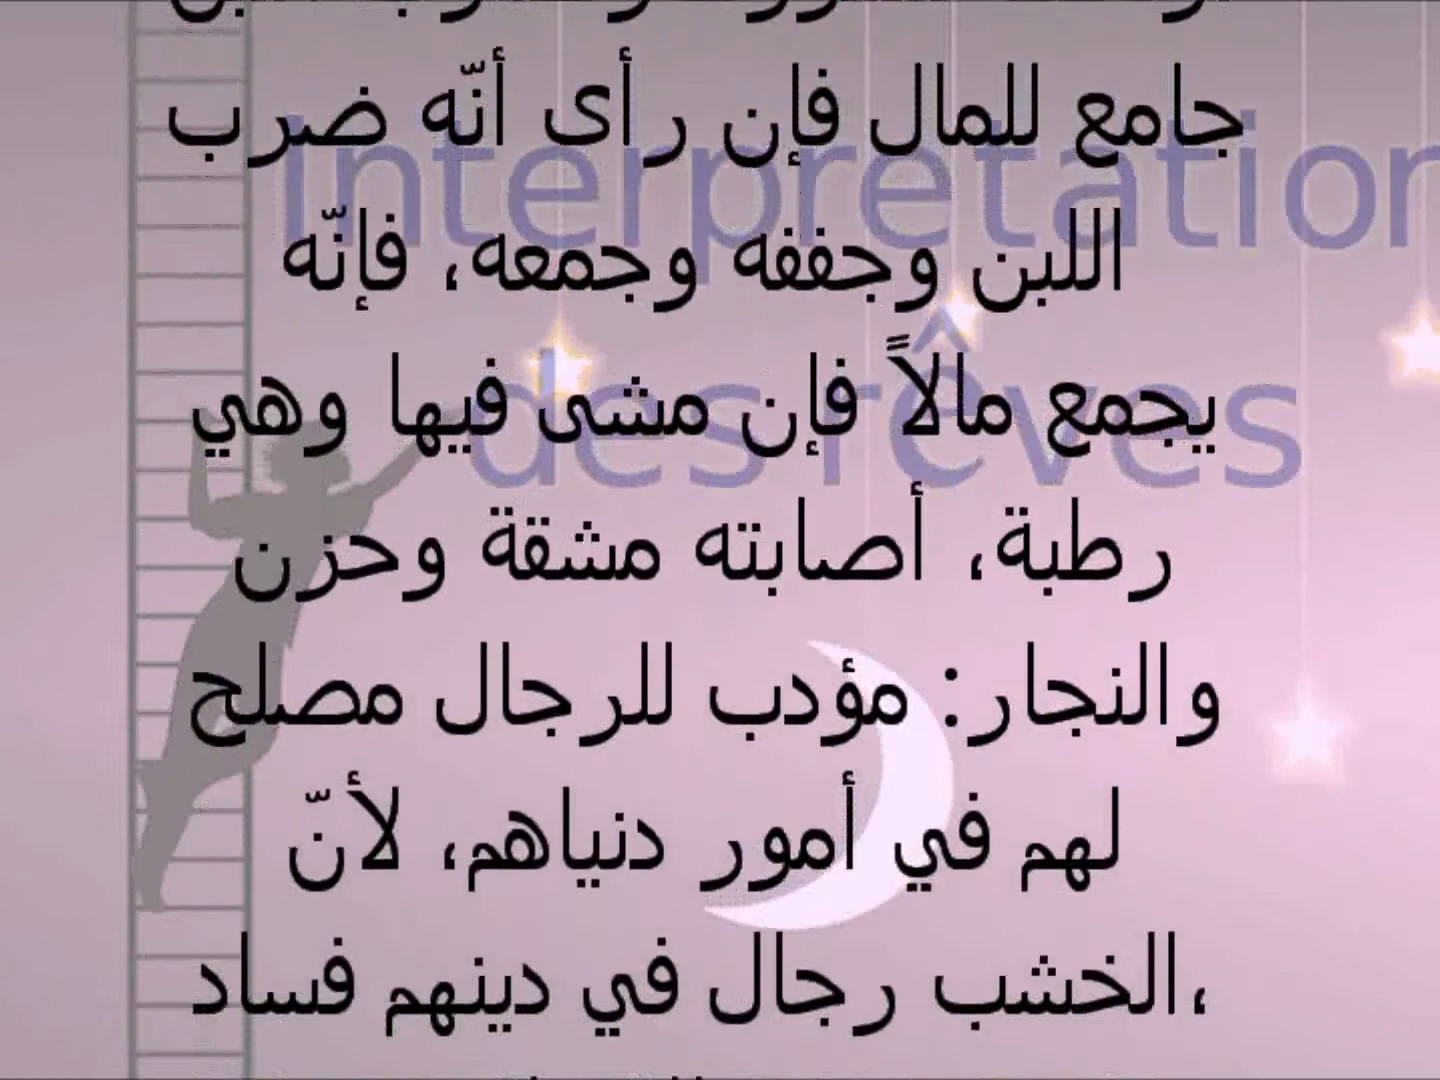 جامع للمال فإن رأى أنّه ضرب
اللبن وجففه وجمعه، فإنّه
يجمع مالاً فإن مشى فيها وهي
رطبة، أصابته مشقة وحزن
والنجار: مؤدب للرجال مصلح
لهم في أمور دنياهم، لأنّ
الخشب رجال في دينهم فساد،
Interpretation
des rêves